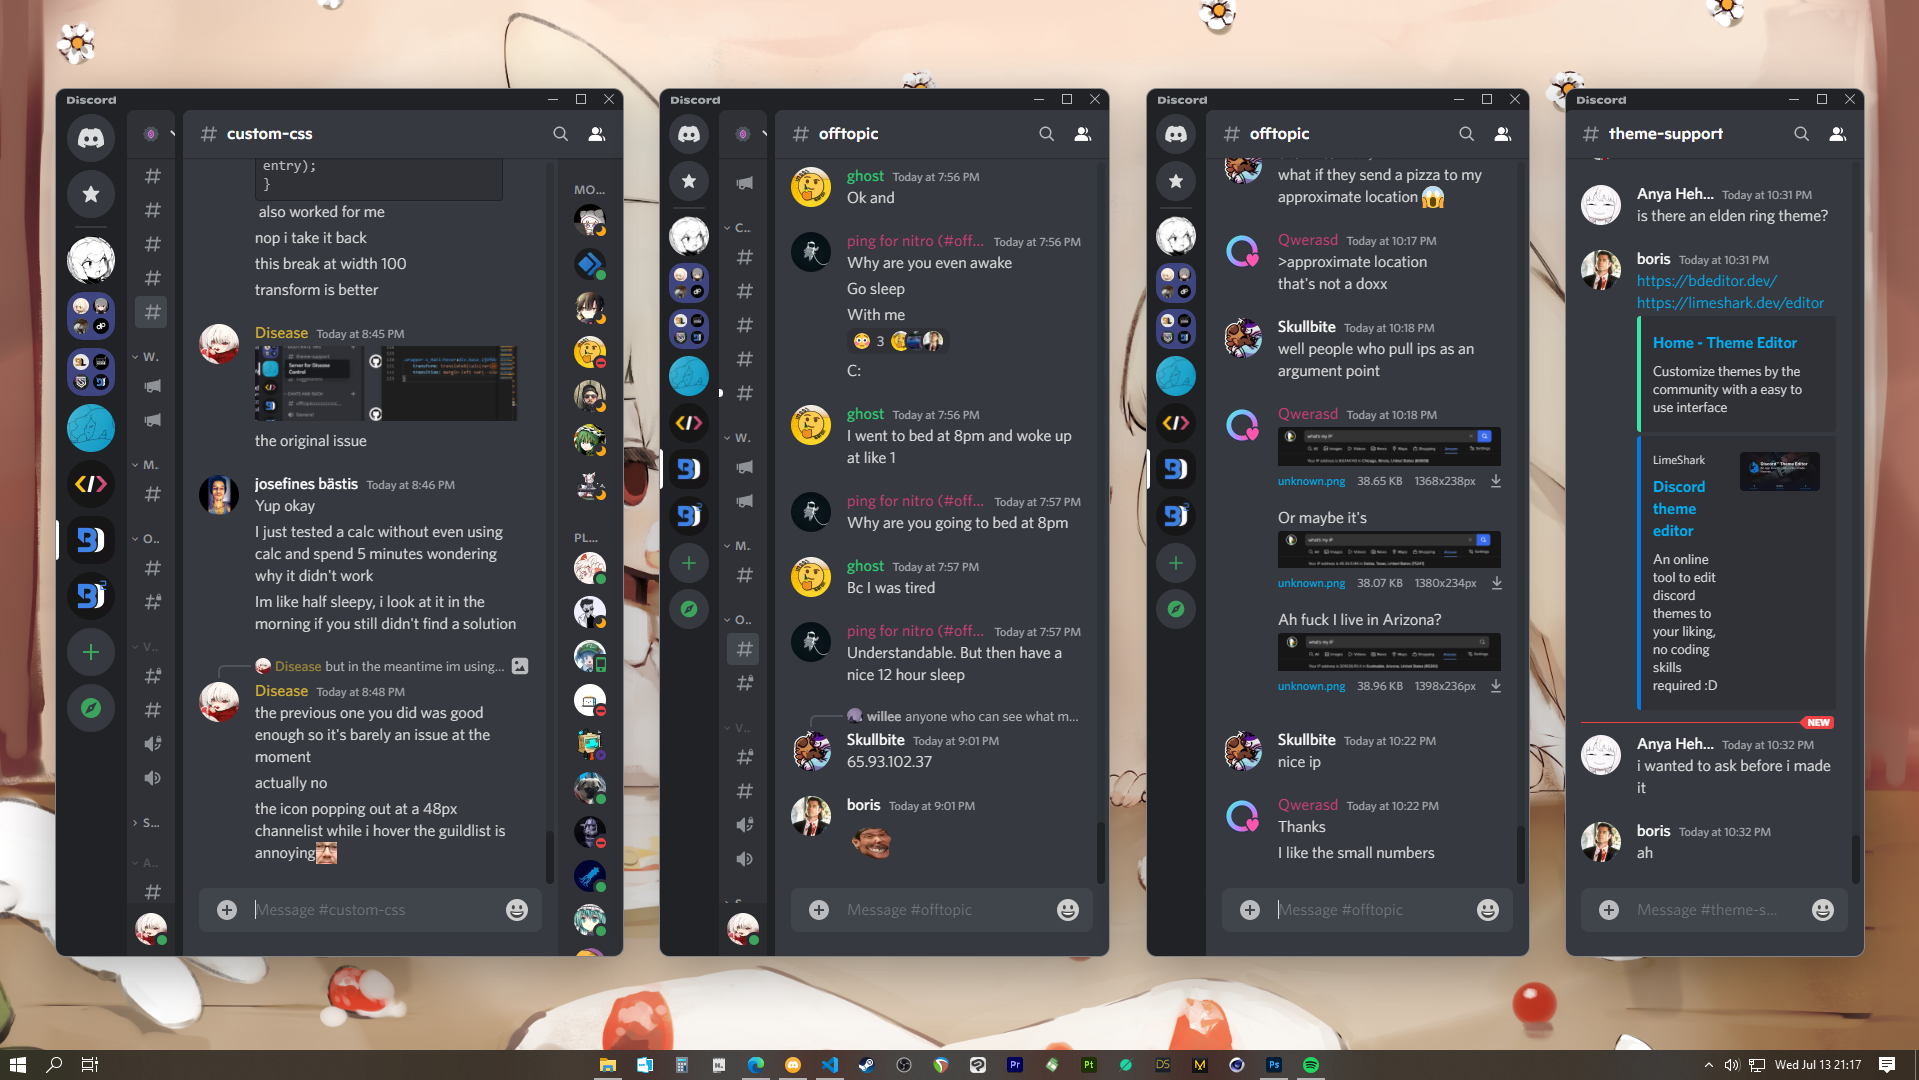 Discord
custom-css
entry);
}
also worked for me
nop i take it back
this break at width 100
transform is better
Disease Today at 8:45 PM
Server for Disease
Control
the original issue
josefines bästis Today at 8:46 PM
Yup okay
I just tested a calc without even using
calc and spend 5 minutes wondering
why it didn't work
Im like half sleepy, i look at it in the
morning if you still didn't find a solution
Disease but in the meantime im using...
Disease Today at 8:48 PM
the previous one you did was good
enough so it's barely an issue at the
moment
actually no
the icon popping out at a 48px
channelist while i hover the guildlist is
annoying
Message #custom-css
W.
M.
O..
V..
S...
A..
MO...
PL...
Discord
offtopic
C..
W.
M.
O..
V..
ghost Today at 7:56 PM
Ok and
ping for nitro (#off... Today at 7:56 PM
Why are you even awake
Go sleep
With me
3
C:
ghost Today at 7:56 PM
I went to bed at 8pm and woke up
at like 1
ping for nitro (#off... Today at 7:57 PM
Why are you going to bed at 8pm
ghost Today at 7:57 PM
Bc I was tired
ping for nitro (#off... Today at 7:57 PM
Understandable. But then have a
nice 12 hour sleep
willee anyone who can see what m...
Skullbite Today at 9:01 PM
65.93.102.37
boris Today at 9:01 PM
Message #offtopic
Discord
offtopic
what if they send a pizza to my
approximate location
Qwerasd Today at 10:17 PM
>approximate location
that's not a doxx
Skullbite Today at 10:18 PM
well people who pull ips as an
argument point
Qwerasd Today at 10:18 PM
what's my IP
unknown.png 38.65 KB 1368x238px
Or maybe it's
what's my IP
unknown.png 38.07 KB 1380x234px
Ah fuck I live in Arizona?
what's my IP
unknown.png 38.96 KB 1398x236px
Skullbite Today at 10:22 PM
nice ip
Qwerasd Today at 10:22 PM
Thanks
I like the small numbers
Message #offtopic
Discord
theme-support
Anya Heh... Today at 10:31 PM
is there an elden ring theme?
boris Today at 10:31 PM
https://bdeditor.dev/
https://limeshark.dev/editor
Home - Theme Editor
Customize themes by the
community with a easy to
use interface
LimeShark
Discord
theme
editor
An online
tool to edit
discord
themes to
your liking,
no coding
skills
required :D
NEW
Anya Heh... Today at 10:32 PM
i wanted to ask before i made
it
boris Today at 10:32 PM
ah
Message #theme-s...
Pr
Pt
DS
M
Ps
Wed Jul 13 21:17